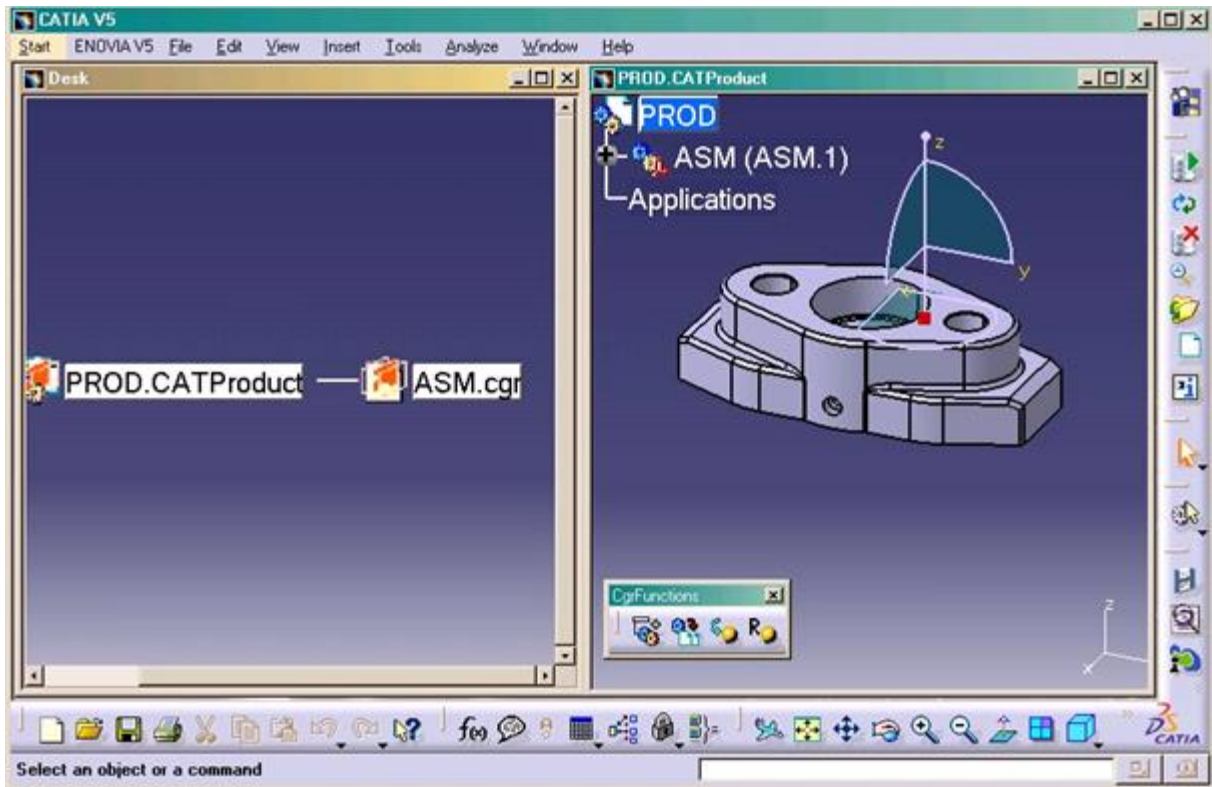 CATIA V5
Start ENOVIA V5 File Edit View Insert Tools Analyze Window Help
Desk
PROD.CATProduct
ASM.cgr
PROD.CATProduct
PROD
ASM (ASM.1)
Applications
z
y
CgrFunctions
R
z
x
f(x)
CATIA
Select an object or a command